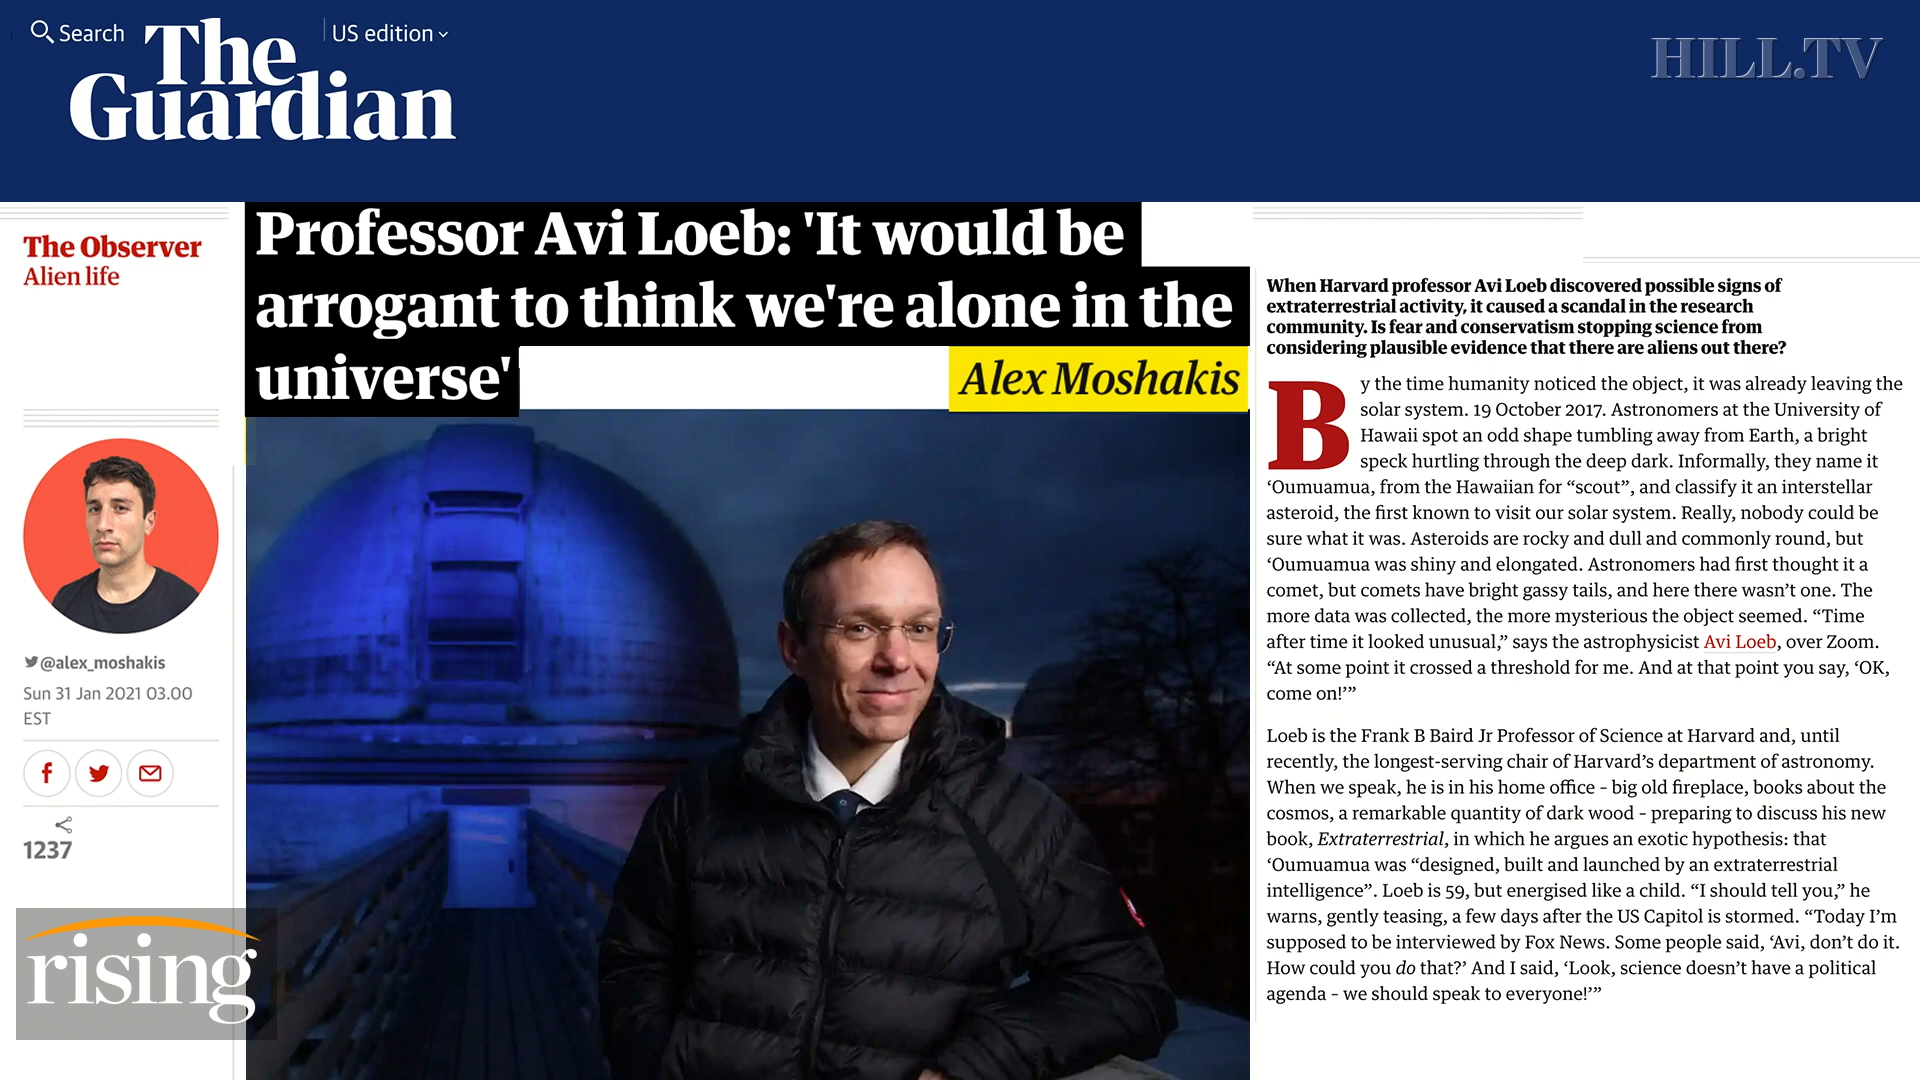 Search
US edition
The
Guardian
HILL.TV
The Observer
Alien life
Professor Avi Loeb: 'It would be
arrogant to think we're alone in the
universe'
Alex Moshakis
@alex_moshakis
Sun 31 Jan 2021 03.00
EST
1237
rising
When Harvard professor Avi Loeb discovered possible signs of
extraterrestrial activity, it caused a scandal in the research
community. Is fear and conservatism stopping science from
considering plausible evidence that there are aliens out there?
By the time humanity noticed the object, it was already leaving the
solar system. 19 October 2017. Astronomers at the University of
Hawaii spot an odd shape tumbling away from Earth, a bright
speck hurtling through the deep dark. Informally, they name it
‘Oumuamua, from the Hawaiian for “scout”, and classify it an interstellar
asteroid, the first known to visit our solar system. Really, nobody could be
sure what it was. Asteroids are rocky and dull and commonly round, but
‘Oumuamua was shiny and elongated. Astronomers had first thought it a
comet, but comets have bright gassy tails, and here there wasn’t one. The
more data was collected, the more mysterious the object seemed. “Time
after time it looked unusual,” says the astrophysicist Avi Loeb, over Zoom.
“At some point it crossed a threshold for me. And at that point you say, ‘OK,
come on!’”
Loeb is the Frank B Baird Jr Professor of Science at Harvard and, until
recently, the longest-serving chair of Harvard’s department of astronomy.
When we speak, he is in his home office – big old fireplace, books about the
cosmos, a remarkable quantity of dark wood – preparing to discuss his new
book, Extraterrestrial, in which he argues an exotic hypothesis: that
‘Oumuamua was “designed, built and launched by an extraterrestrial
intelligence”. Loeb is 59, but energised like a child. “I should tell you,” he
warns, gently teasing, a few days after the US Capitol is stormed. “Today I’m
supposed to be interviewed by Fox News. Some people said, ‘Avi, don’t do it.
How could you do that?’ And I said, ‘Look, science doesn’t have a political
agenda – we should speak to everyone!’”